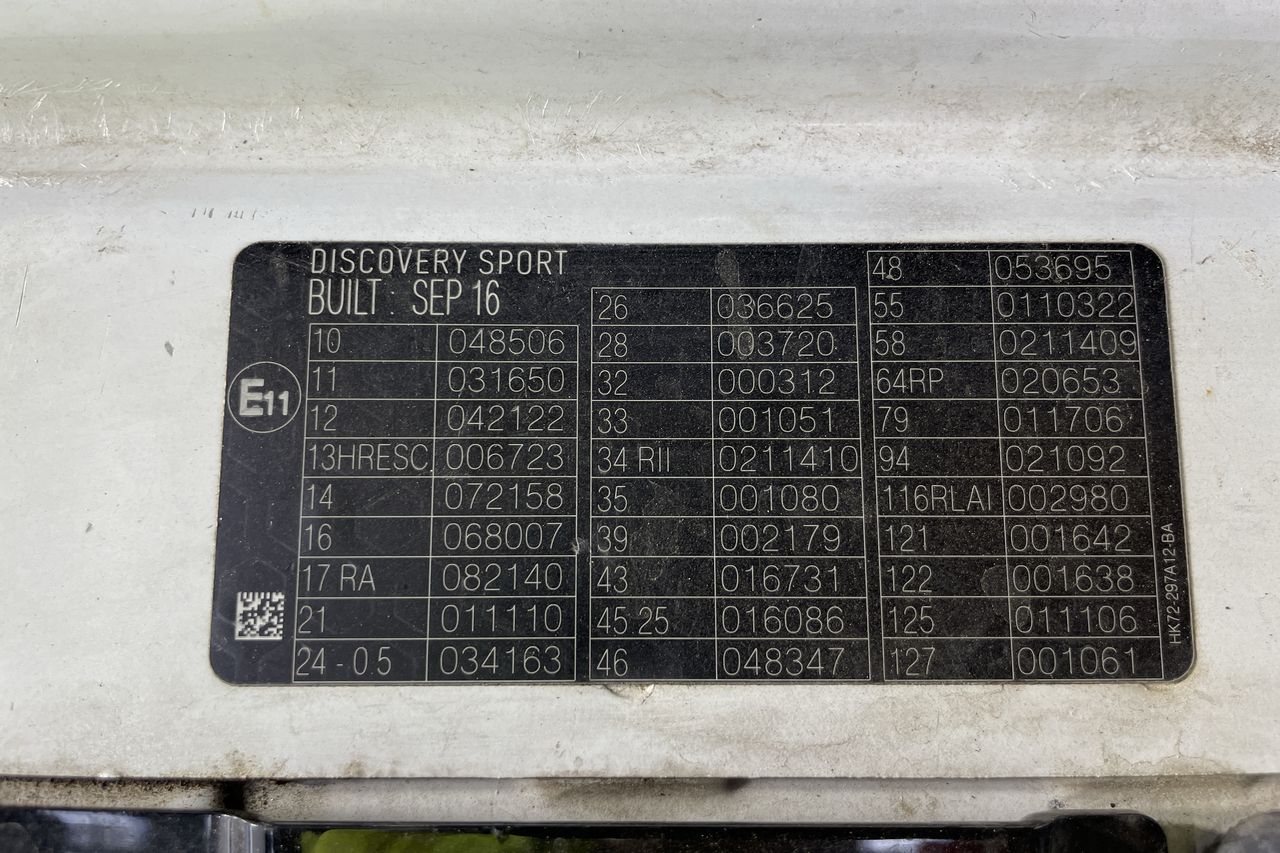 DISCOVERY SPORT
BUILT : SEP 16
E11
10 048506
11 031650
12 042122
13HRESC 006723
14 072158
16 068007
17 RA 082140
21 011110
24 - 0.5 034163
26 036625
28 003720
32 000312
33 001051
34 RII 0211410
35 001080
39 002179
43 016731
45.25 016086
46 048347
48 053695
55 0110322
58 0211409
64RP 020653
79 011706
94 021092
116RLAI 002980
121 001642
122 001638
125 011106
127 001061
HK72-297A12-BA